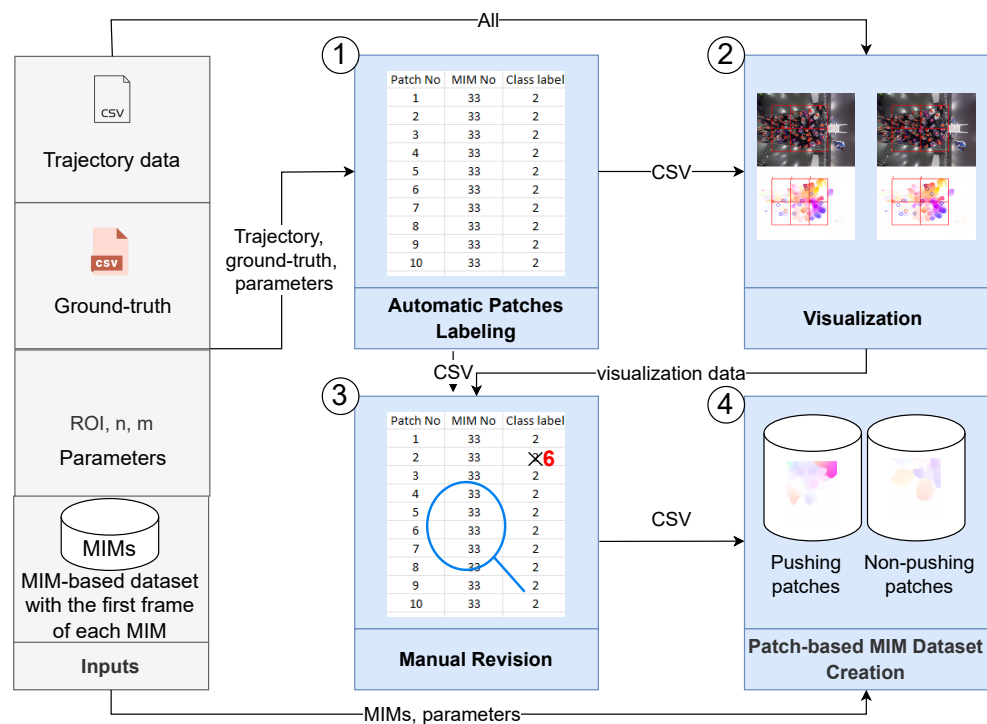 All
CSV
Trajectory data
CSV
Ground-truth
ROI, n, m
Parameters
MIMs
MIM-based dataset
with the first frame
of each MIM
Inputs
Trajectory,
ground-truth,
parameters
1
Patch No MIM No Class label
1 33 2
2 33 2
3 33 2
4 33 2
5 33 2
6 33 2
7 33 2
8 33 2
9 33 2
10 33 2
Automatic Patches
Labeling
CSV
2
Visualization
CSV
visualization data
3
Patch No MIM No Class label
1 33 2
2 33 6
3 33 2
4 33 2
5 33 2
6 33 2
7 33 2
8 33 2
9 33 2
10 33 2
Manual Revision
CSV
4
Pushing
patches
Non-pushing
patches
Patch-based MIM Dataset
Creation
MIMs, parameters